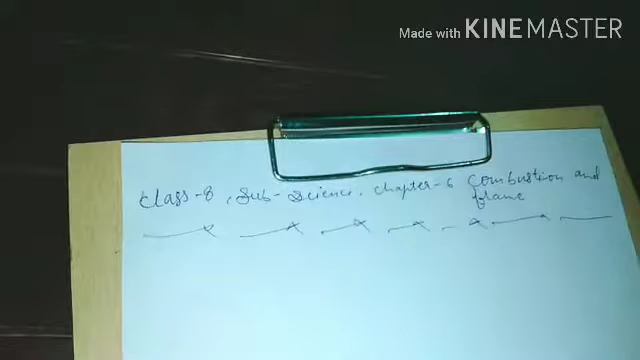 Made with KINEMASTER
Class-8, Sub-Science, Chapter-6 Combustion and
flame